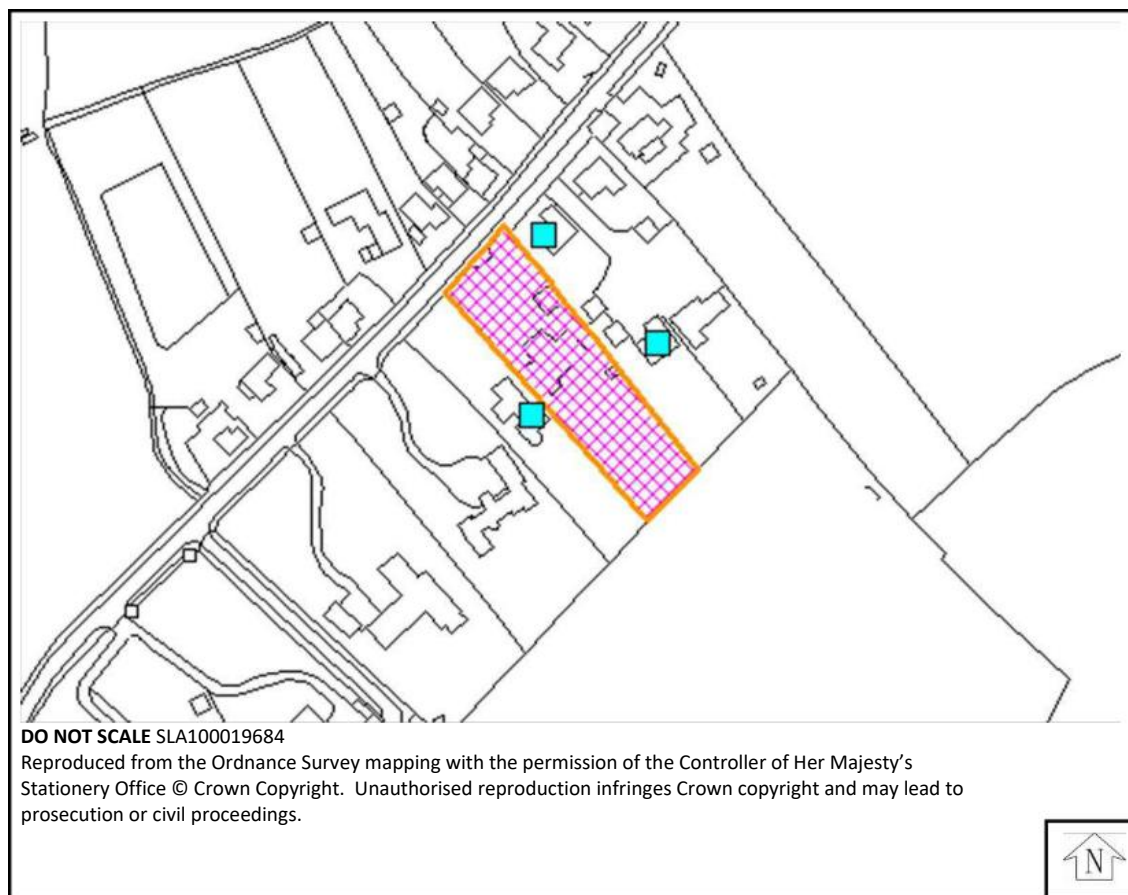 DO NOT SCALE SLA100019684
Reproduced from the Ordnance Survey mapping with the permission of the Controller of Her Majesty’s
Stationery Office © Crown Copyright.  Unauthorised reproduction infringes Crown copyright and may lead to
prosecution or civil proceedings.
N